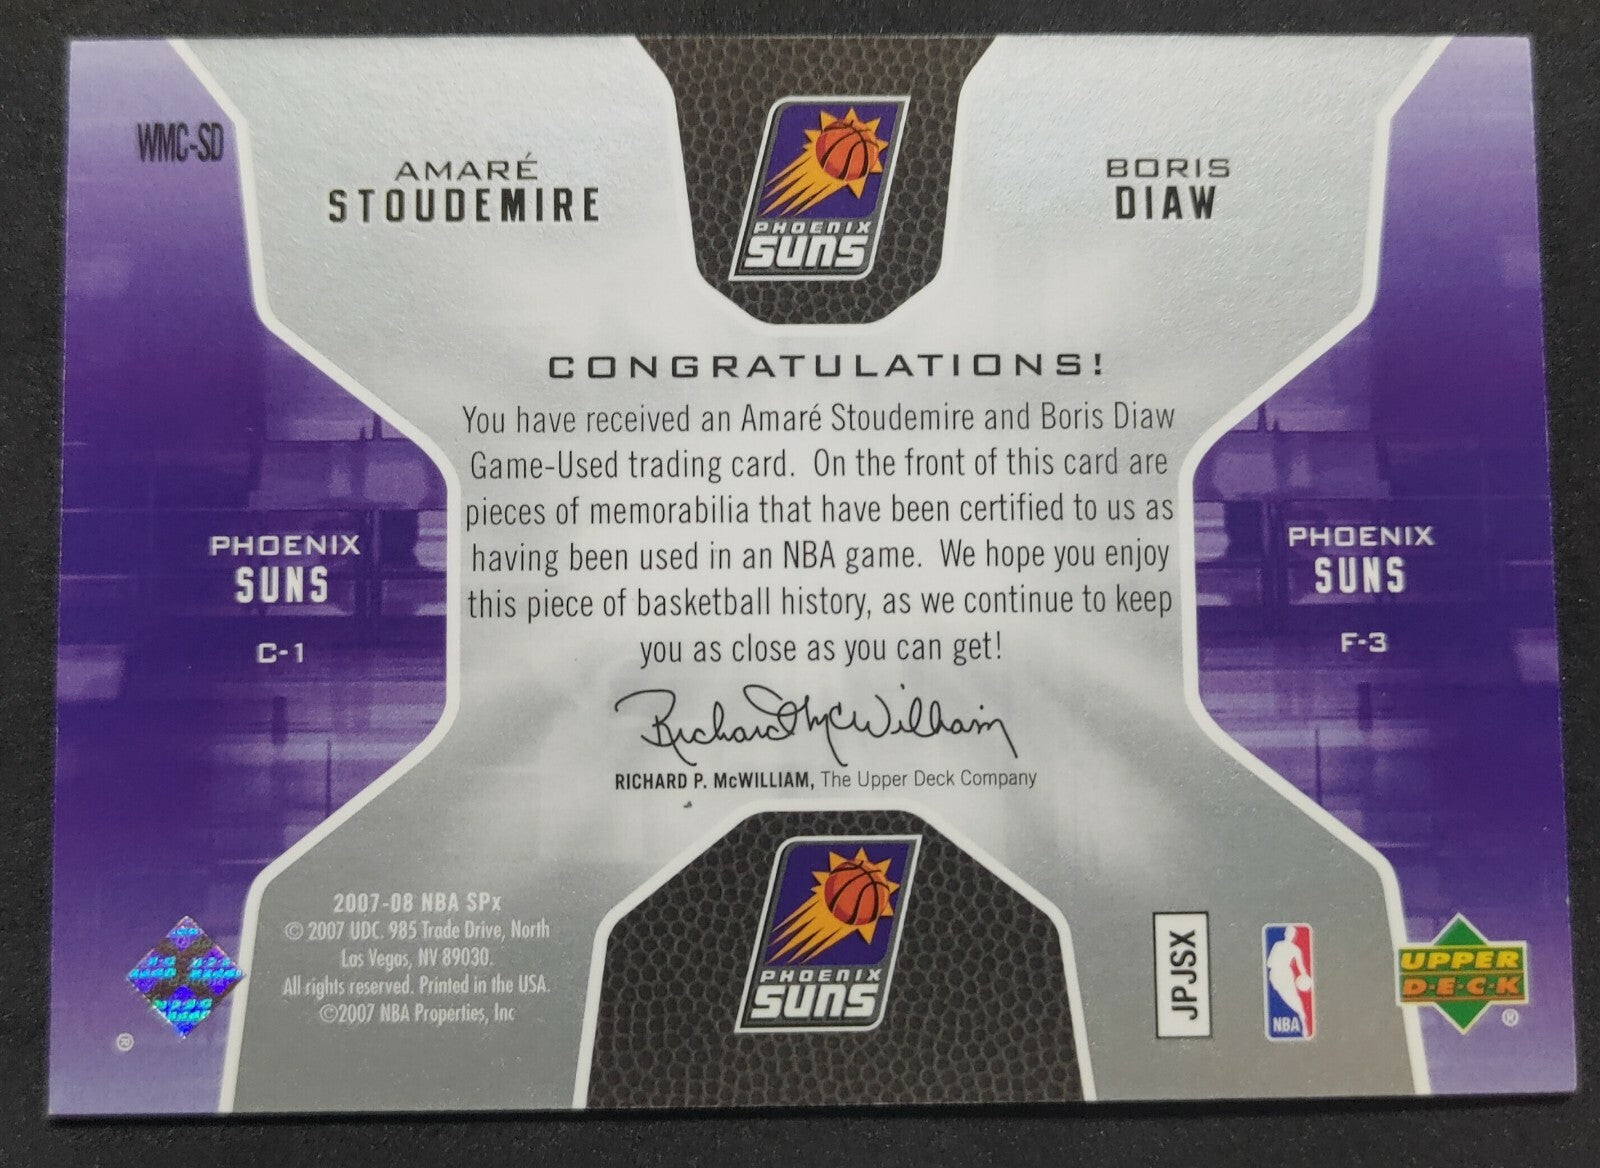 WMC-SD
AMARÉ
STOUDEMIRE
PHOENIX
SUNS
BORIS
DIAW
CONGRATULATIONS!
You have received an Amaré Stoudemire and Boris Diaw
Game-Used trading card. On the front of this card are
pieces of memorabilia that have been certified to us as
having been used in an NBA game. We hope you enjoy
this piece of basketball history, as we continue to keep
you as close as you can get!
PHOENIX
SUNS
C-1
PHOENIX
SUNS
F-3
Richard McWilliam
RICHARD P. McWILLIAM, The Upper Deck Company
2007-08 NBA SPx
© 2007 UDC. 985 Trade Drive, North
Las Vegas, NV 89030.
All rights reserved. Printed in the USA.
©2007 NBA Properties, Inc
®
PHOENIX
SUNS
JPJSX
NBA
UPPER
D·E·C·K
®